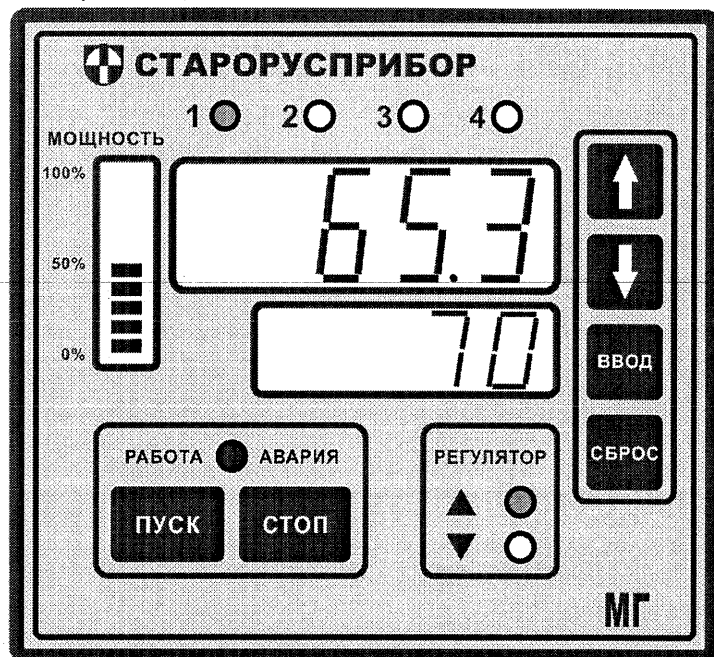 СТАРОРУСПРИБОР
1 2 3 4
МОЩНОСТЬ
100%
65.3
50%
70
0%
ВВОД
СБРОС
РАБОТА АВАРИЯ
РЕГУЛЯТОР
ПУСК СТОП
МГ